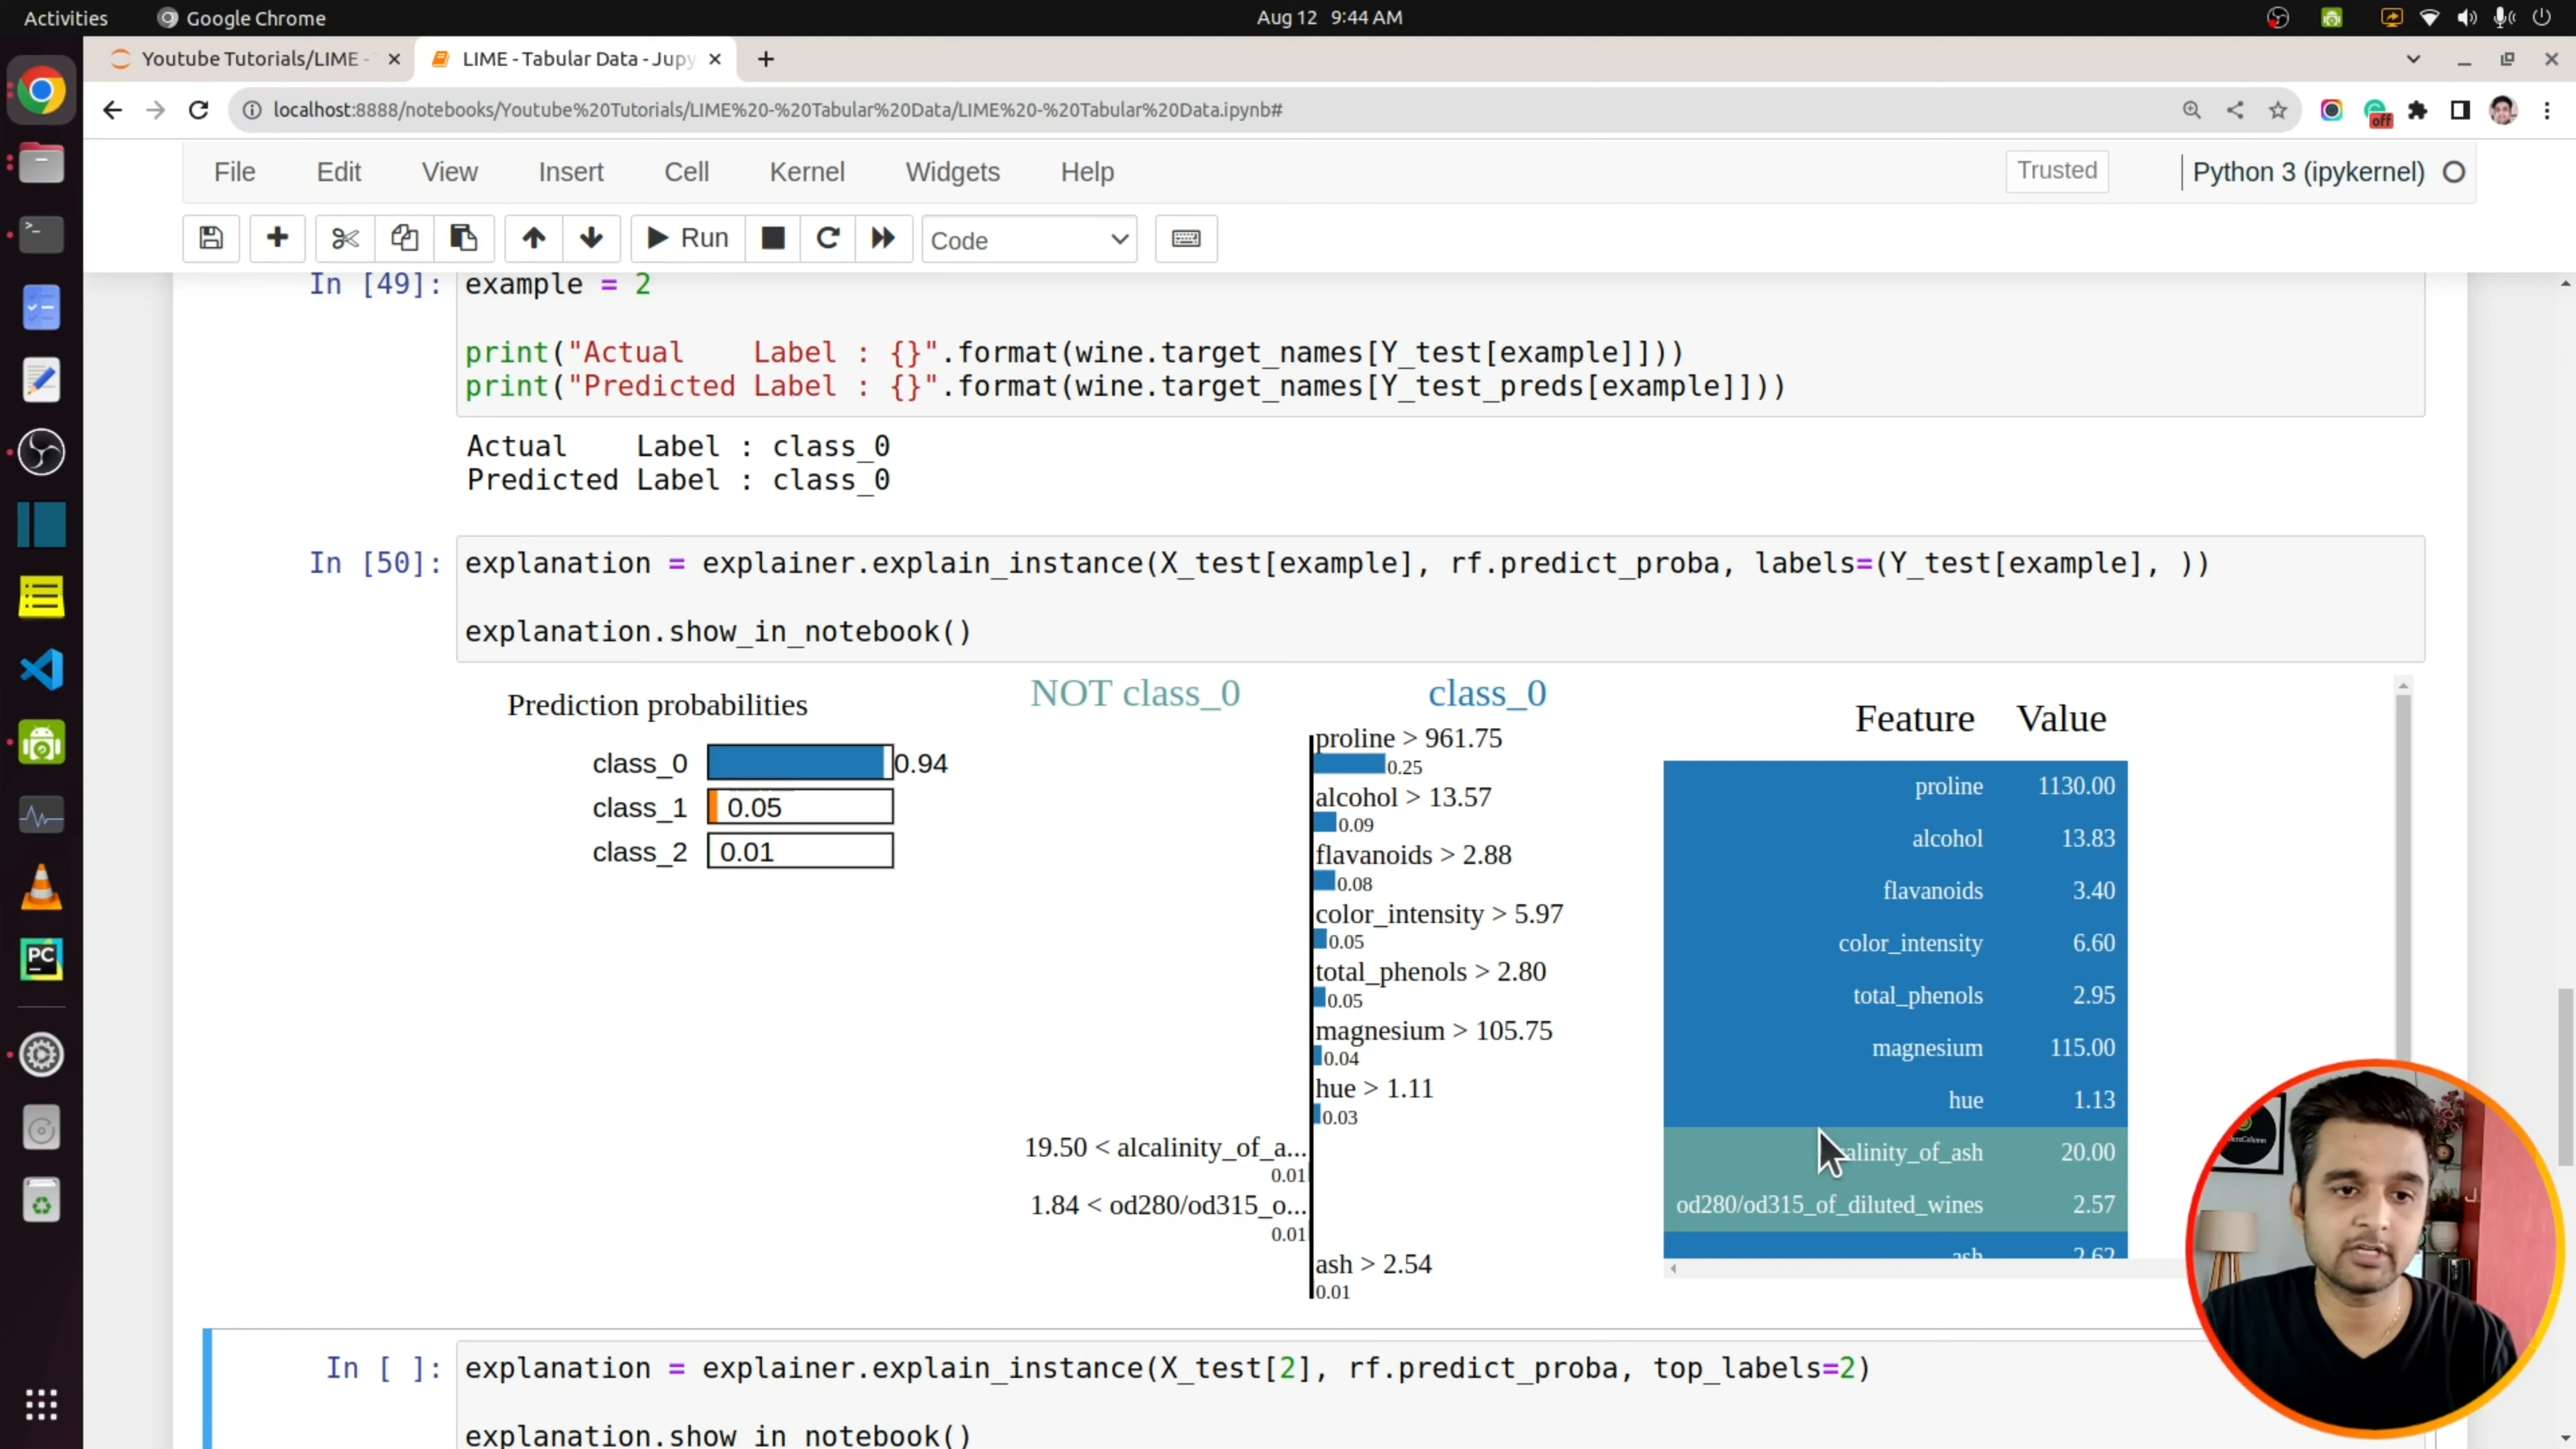 Activities
Google Chrome
Aug 12 9:44 AM
Youtube Tutorials/LIME -
LIME - Tabular Data - Jupy
localhost:8888/notebooks/Youtube%20Tutorials/LIME%20-%20Tabular%20Data/LIME%20-%20Tabular%20Data.ipynb#
off
File Edit View Insert Cell Kernel Widgets Help
Trusted
Python 3 (ipykernel)
Run
Code
In [49]: example = 2
print("Actual    Label : {}".format(wine.target_names[Y_test[example]]))
print("Predicted Label : {}".format(wine.target_names[Y_test_preds[example]]))
Actual    Label : class_0
Predicted Label : class_0
In [50]: explanation = explainer.explain_instance(X_test[example], rf.predict_proba, labels=(Y_test[example], ))
explanation.show_in_notebook()
Prediction probabilities
class_0 0.94
class_1 0.05
class_2 0.01
NOT class_0
class_0
proline > 961.75
0.25
alcohol > 13.57
0.09
flavanoids > 2.88
0.08
color_intensity > 5.97
0.05
total_phenols > 2.80
0.05
magnesium > 105.75
0.04
hue > 1.11
0.03
19.50 < alcalinity_of_a...
0.01
1.84 < od280/od315_o...
0.01
ash > 2.54
0.01
Feature Value
proline 1130.00
alcohol 13.83
flavanoids 3.40
color_intensity 6.60
total_phenols 2.95
magnesium 115.00
hue 1.13
alinity_of_ash 20.00
od280/od315_of_diluted_wines 2.57
ash 2.62
In [ ]: explanation = explainer.explain_instance(X_test[2], rf.predict_proba, top_labels=2)
explanation.show_in_notebook()
PC